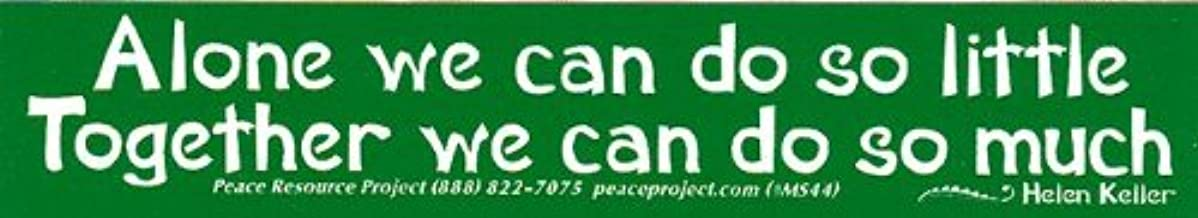 Alone we can do so little
Together we can do so much
Peace Resource Project (888) 822-7075 peaceproject.com (#MS44)
Helen Keller